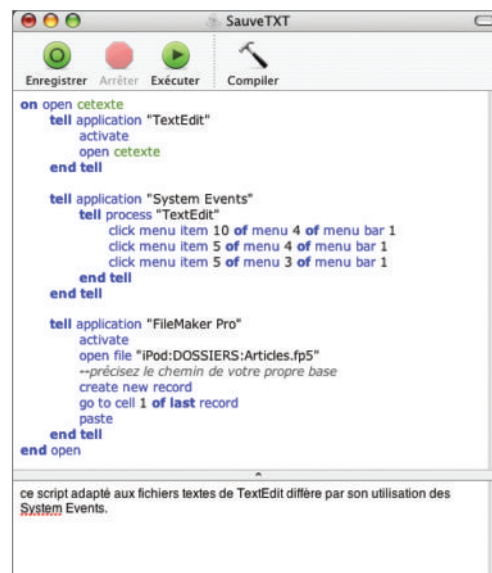 SauveTXT
Enregistrer Arrêter Exécuter Compiler
on open cetexte
tell application "TextEdit"
activate
open cetexte
end tell
tell application "System Events"
tell process "TextEdit"
click menu item 10 of menu 4 of menu bar 1
click menu item 5 of menu 4 of menu bar 1
click menu item 5 of menu 3 of menu bar 1
end tell
end tell
tell application "FileMaker Pro"
activate
open file "iPod:DOSSIERS:Articles.fp5"
--précisez le chemin de votre propre base
create new record
go to cell 1 of last record
paste
end tell
end open
ce script adapté aux fichiers textes de TextEdit diffère par son utilisation des
System Events.